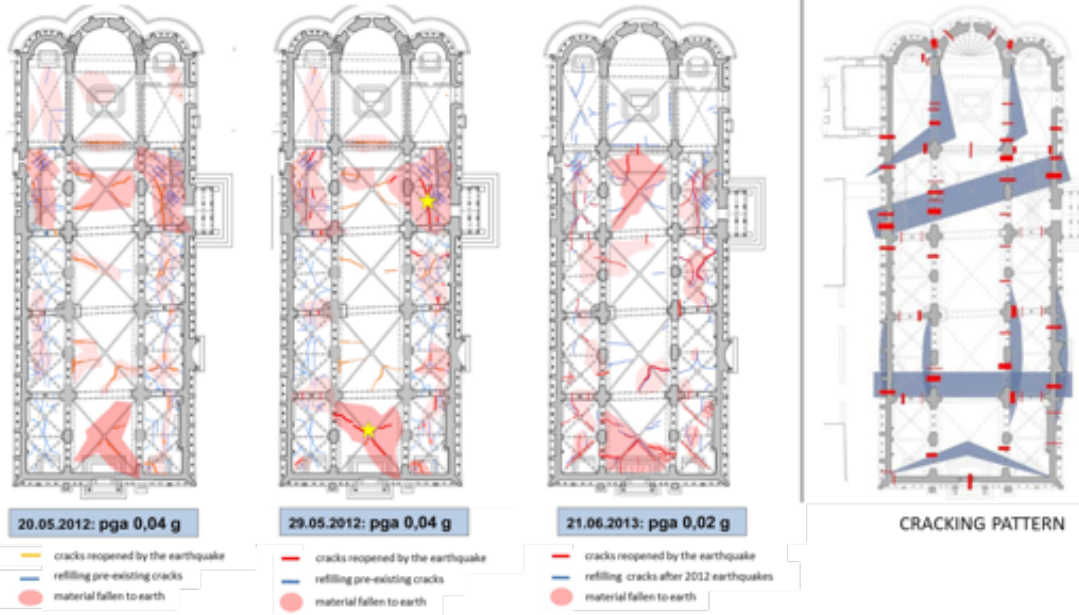 20.05.2012: pga 0,04 g
cracks reopened by the earthquake
refilling pre-existing cracks
material fallen to earth
29.05.2012: pga 0,04 g
cracks reopened by the earthquake
refilling pre-existing cracks
material fallen to earth
21.06.2013: pga 0,02 g
cracks reopened by the earthquake
refilling cracks after 2012 earthquakes
material fallen to earth
CRACKING PATTERN